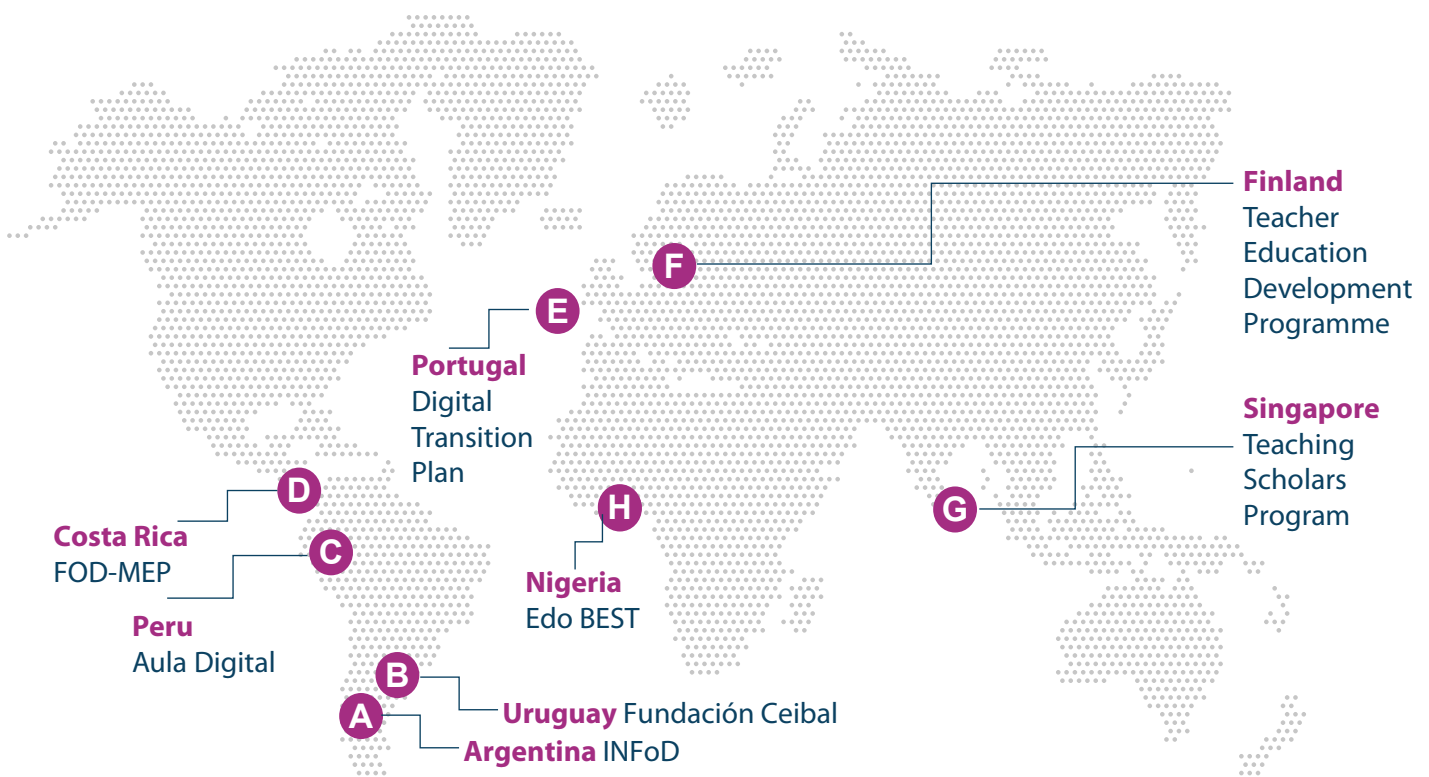 Finland
Teacher
Education
Development
Programme
F
E
Portugal
Digital
Transition
Plan
Singapore
Teaching
Scholars
Program
D
H
G
Costa Rica
FOD-MEP
C
Nigeria
Edo BEST
Peru
Aula Digital
B
Uruguay Fundación Ceibal
A
Argentina INFoD